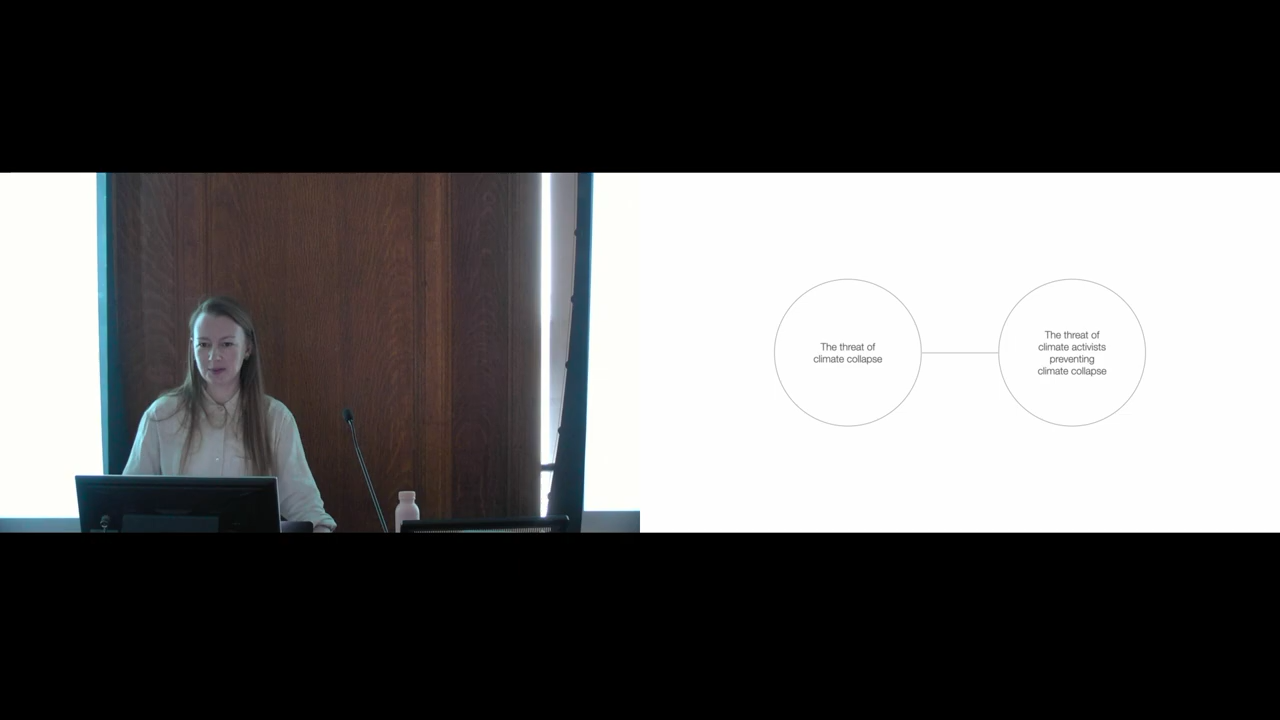 The threat of
climate collapse
The threat of
climate activists
preventing
climate collapse